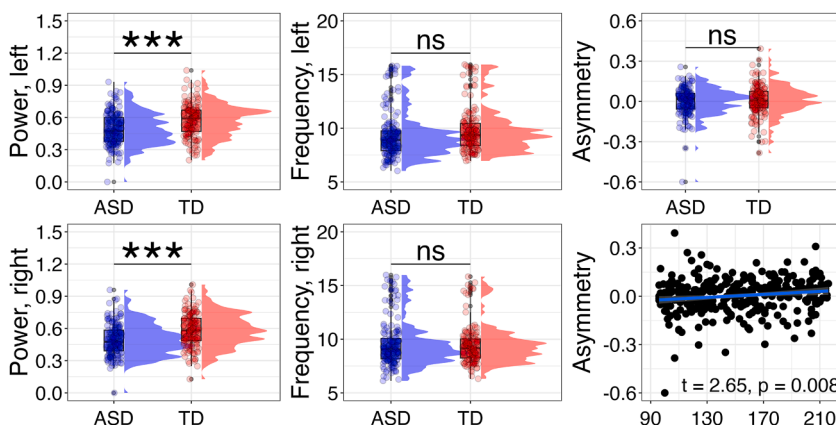 Power, left
1.5
1.2
0.9
0.6
0.3
0.0
***
ASD TD
Frequency, left
20
15
10
5
ns
ASD TD
Asymmetry
0.6
0.3
0.0
-0.3
-0.6
ns
ASD TD
Power, right
1.5
1.2
0.9
0.6
0.3
0.0
***
ASD TD
Frequency, right
20
15
10
5
ns
ASD TD
Asymmetry
0.3
0.0
-0.3
-0.6
t = 2.65, p = 0.008
90 130 170 210